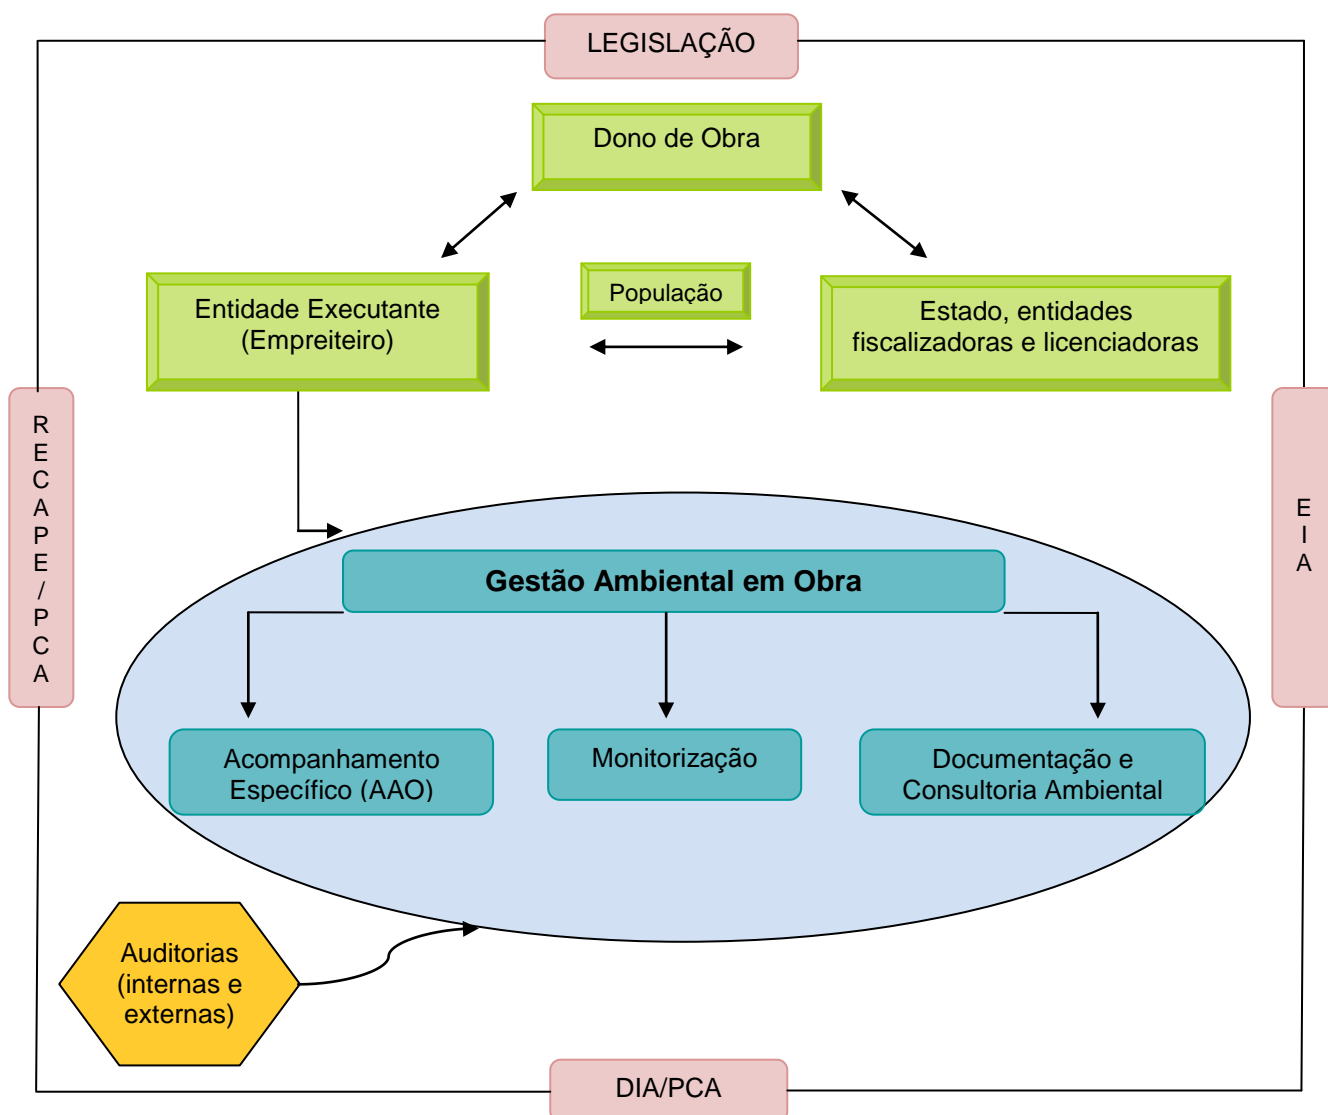 LEGISLAÇÃO
Dono de Obra
Entidade Executante
(Empreiteiro)
População
Estado, entidades
fiscalizadoras e licenciadoras
R
E
C
A
P
E
/
P
C
A
E
I
A
Gestão Ambiental em Obra
Acompanhamento
Específico (AAO)
Monitorização
Documentação e
Consultoria Ambiental
Auditorias
(internas e
externas)
DIA/PCA